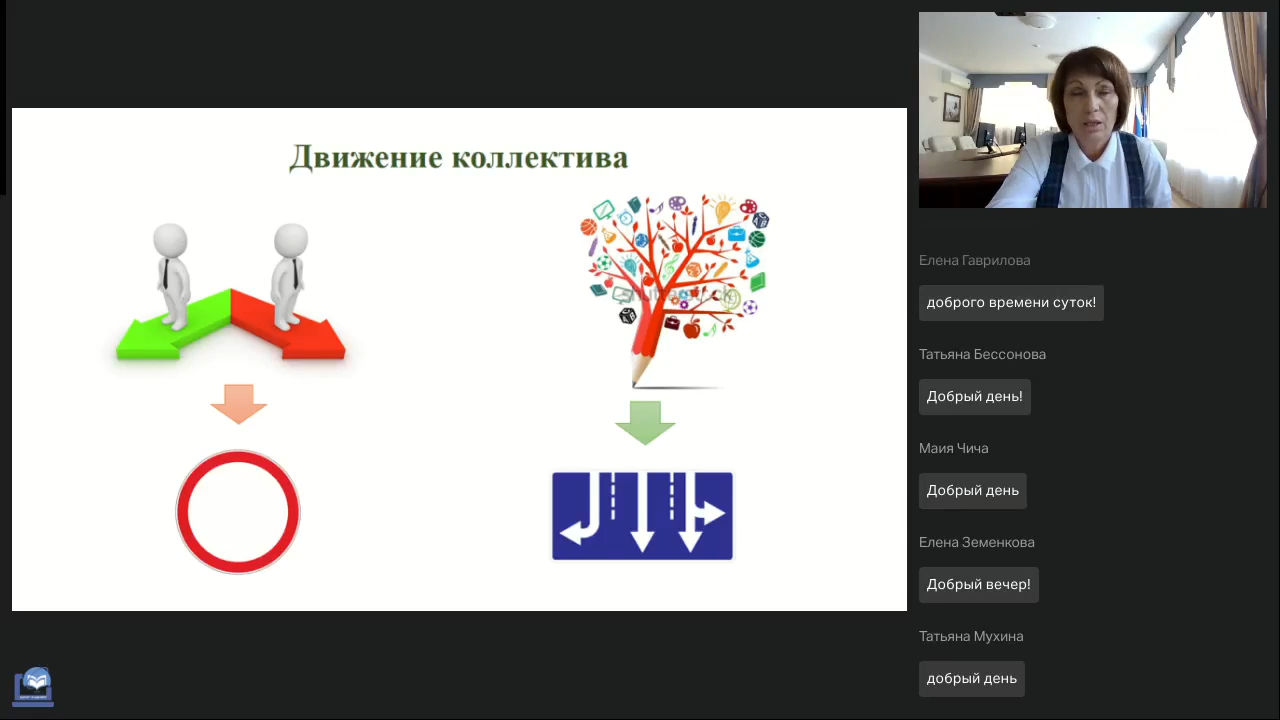 Движение коллектива
shutterstock
Елена Гаврилова
доброго времени суток!
Татьяна Бессонова
Добрый день!
Маия Чича
Добрый день
Елена Земенкова
Добрый вечер!
Татьяна Мухина
добрый день